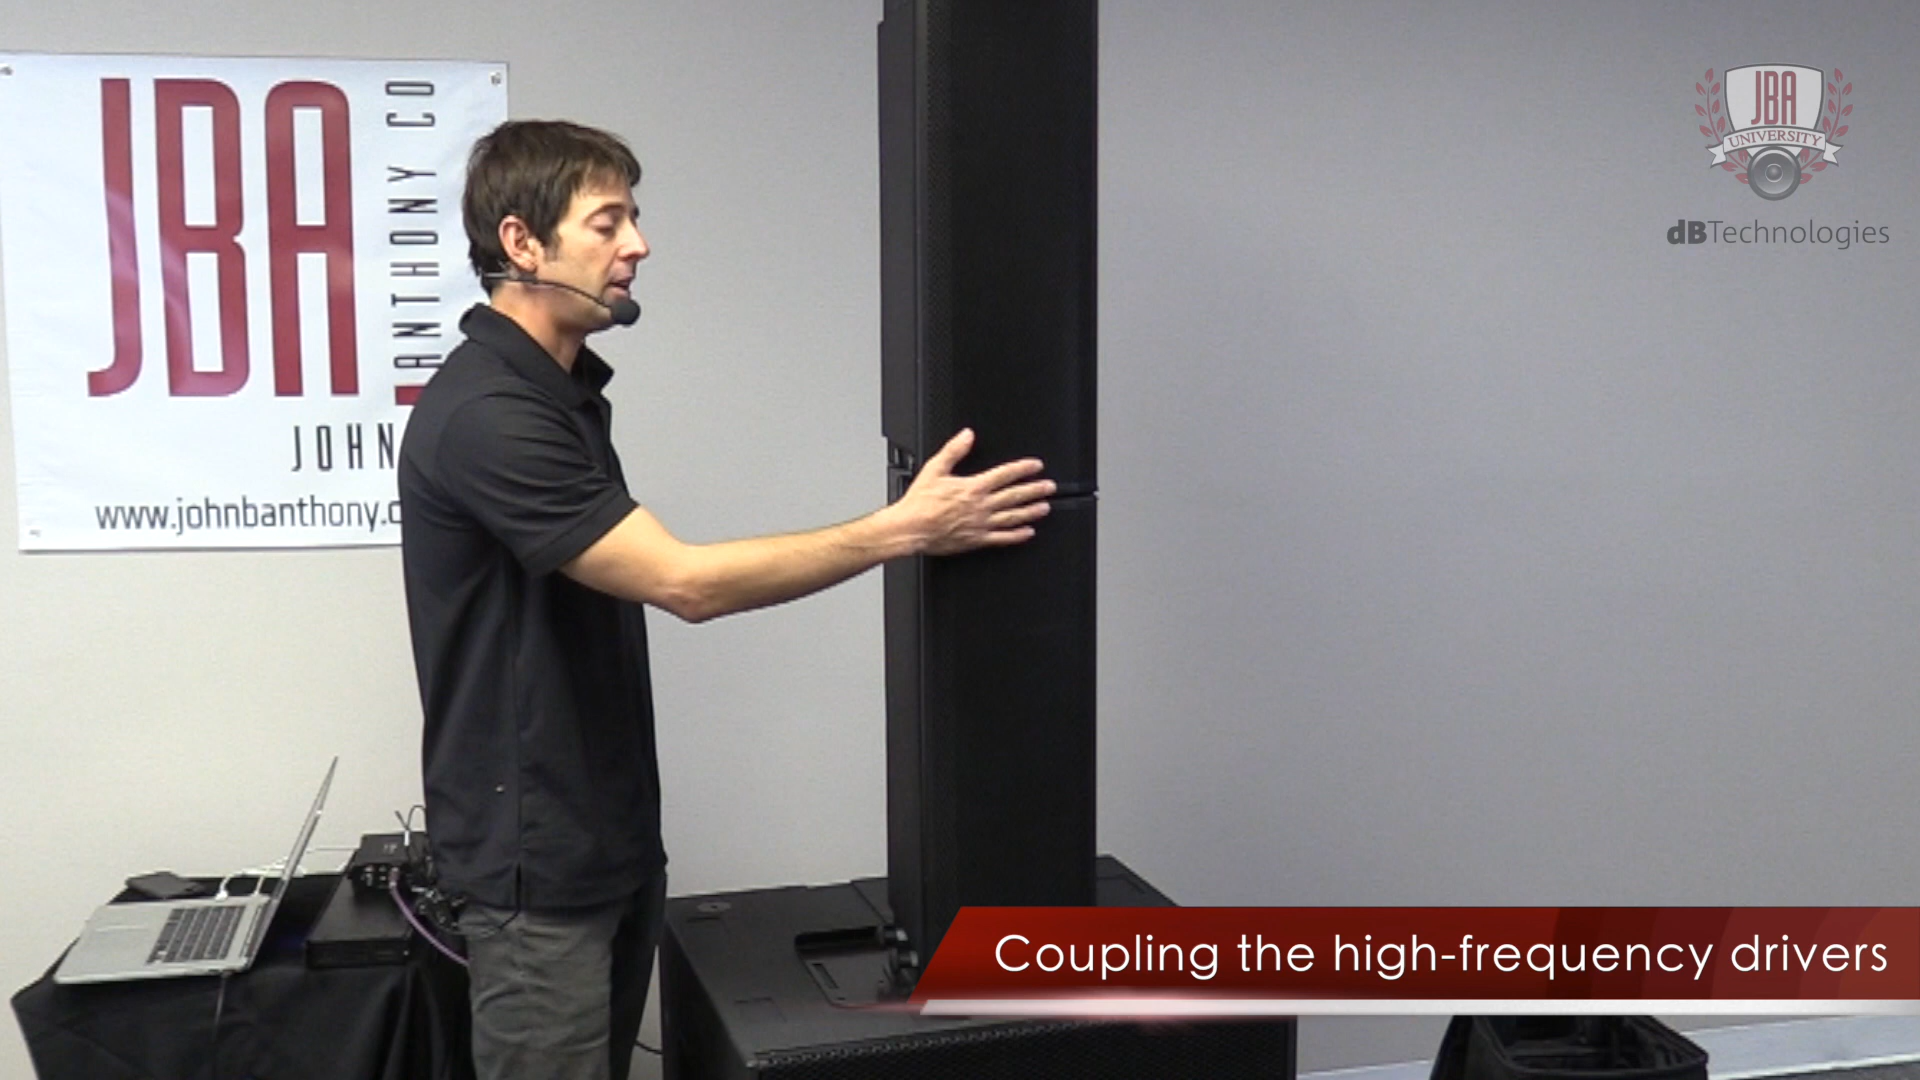 JBA
ANTHONY CO
JOHN
www.johnbanthony.c
JBA
UNIVERSITY
dBTechnologies
Coupling the high-frequency drivers